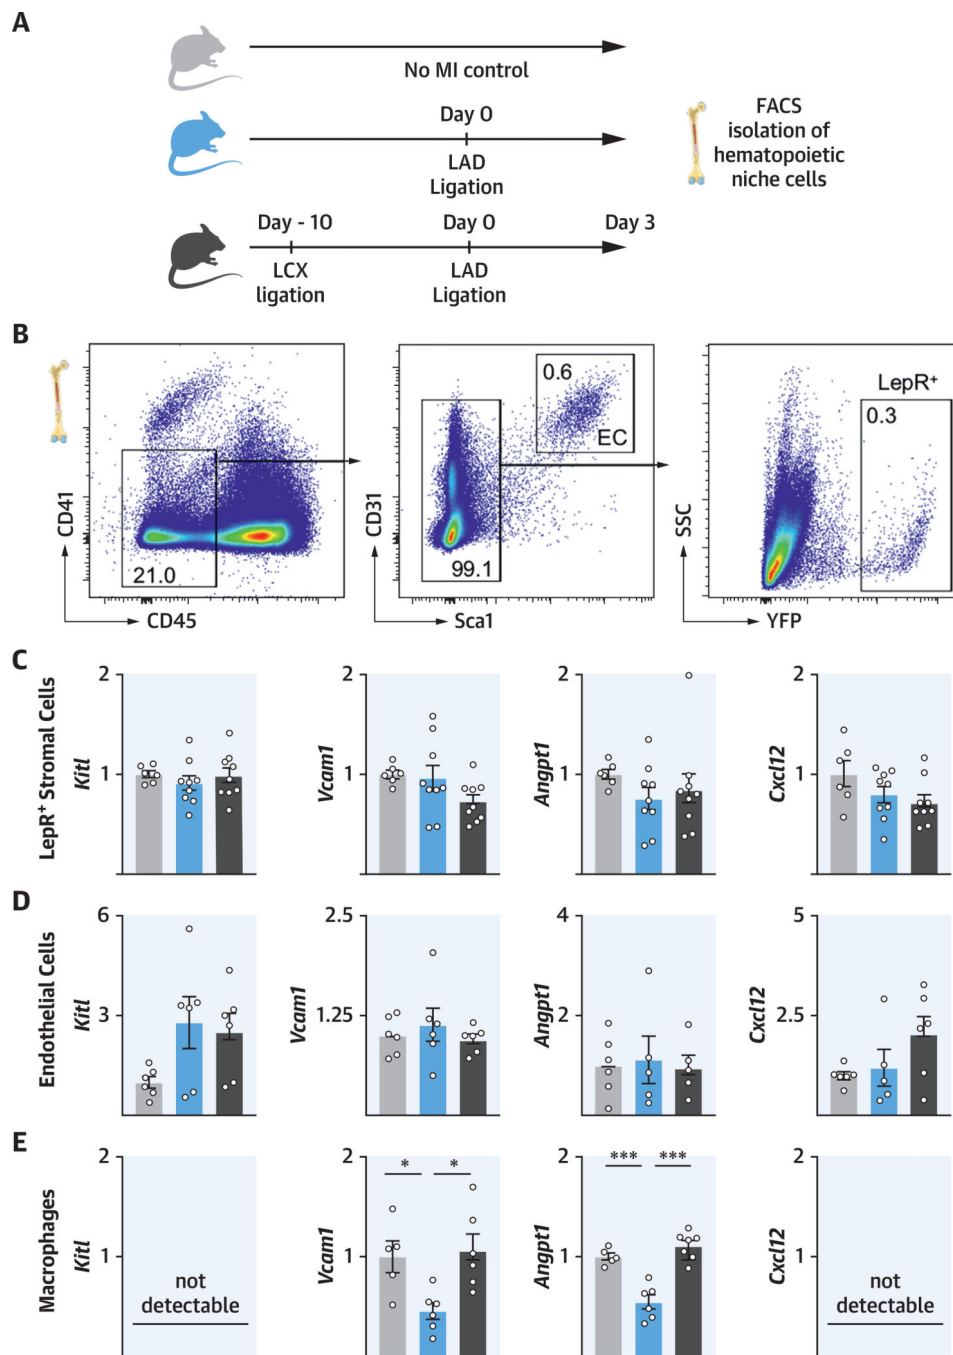 A
No MI control
Day 0
LAD
Ligation
Day - 10
Day 0
Day 3
LCX
ligation
LAD
Ligation
FACS
isolation of
hematopoietic
niche cells
B
CD41
21.0
CD45
CD31
0.6
EC
99.1
Sca1
SSC
LepR⁺
0.3
YFP
C
LepR⁺ Stromal Cells
Kitl
2
1
Vcam1
2
1
Angpt1
2
1
Cxcl12
2
1
D
Endothelial Cells
Kitl
6
3
Vcam1
2.5
1.25
Angpt1
4
2
Cxcl12
5
2.5
E
Macrophages
Kitl
2
1
not
detectable
Vcam1
2
1
* *
Angpt1
2
1
*** ***
Cxcl12
2
1
not
detectable